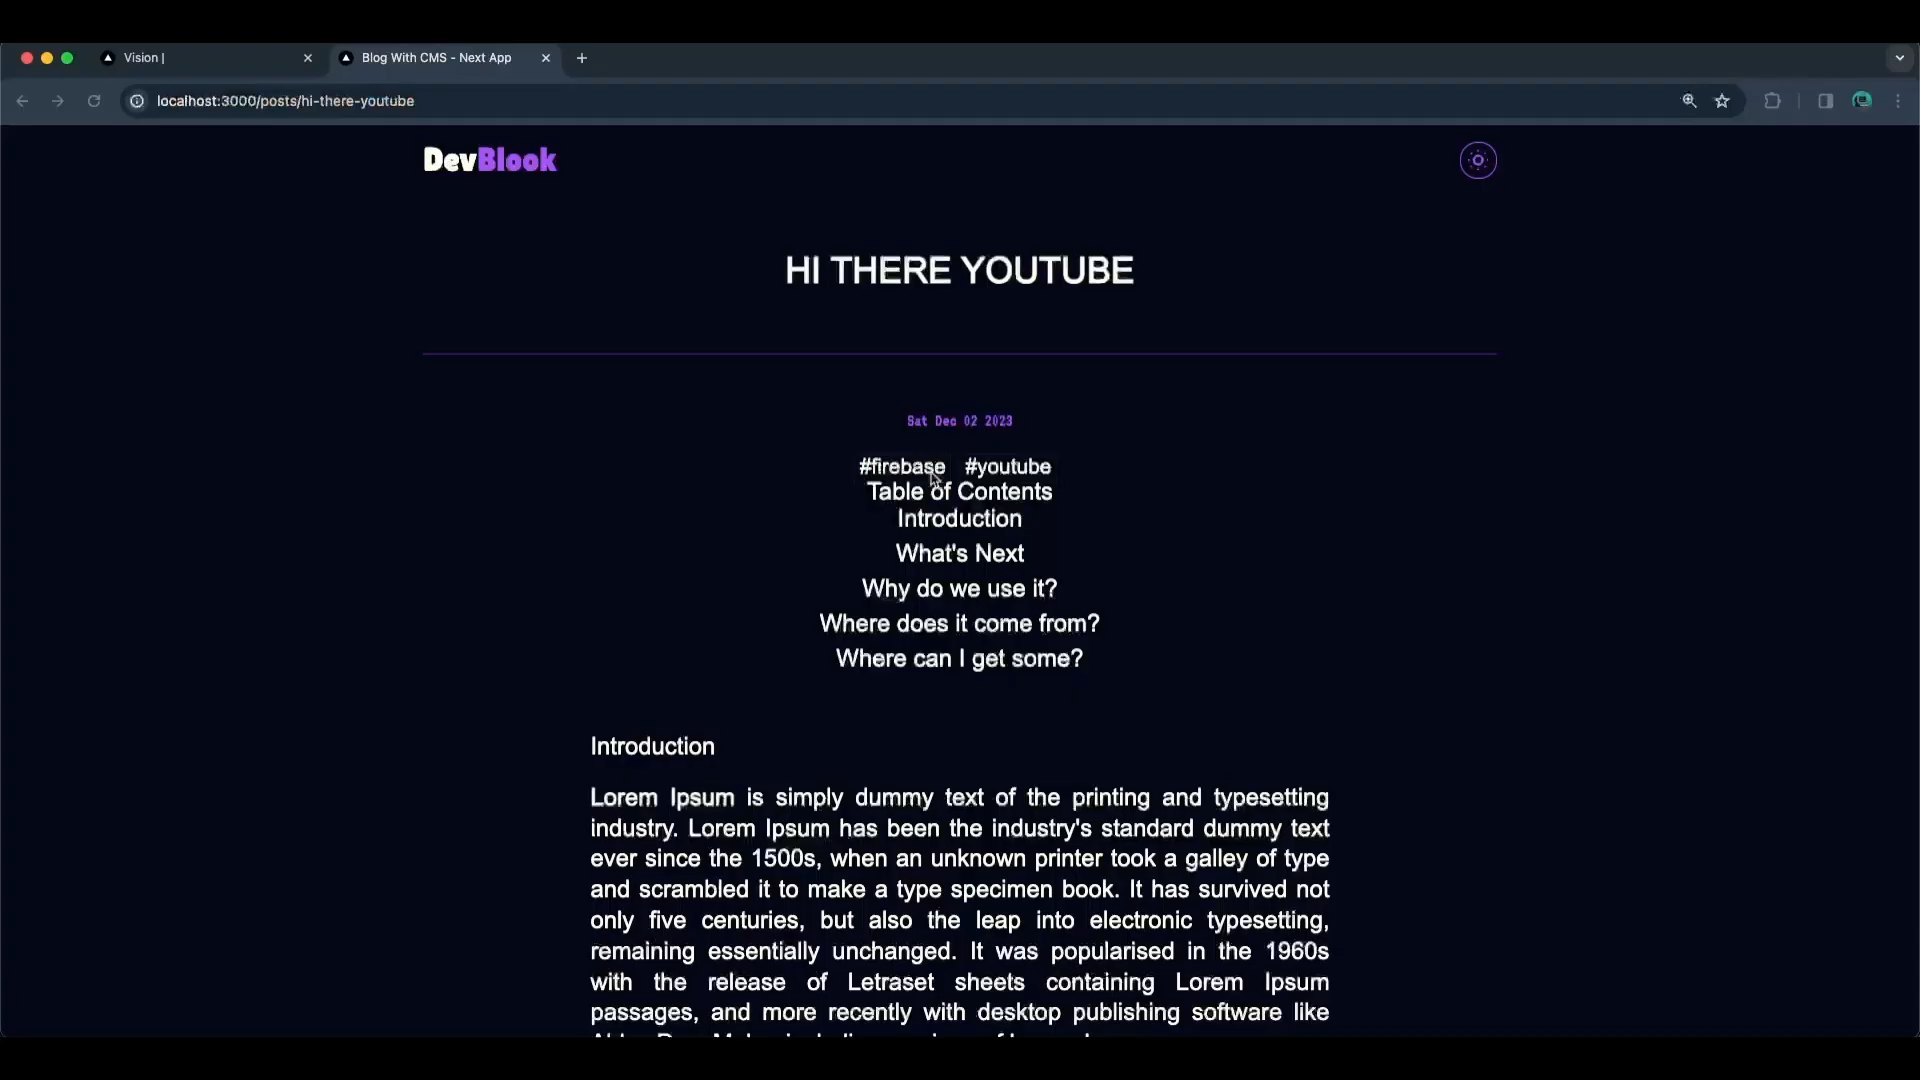 Vision |
Blog With CMS - Next App
localhost:3000/posts/hi-there-youtube
DevBlook
HI THERE YOUTUBE
Sat Dec 02 2023
#firebase #youtube
Table of Contents
Introduction
What's Next
Why do we use it?
Where does it come from?
Where can I get some?
Introduction
Lorem Ipsum is simply dummy text of the printing and typesetting
industry. Lorem Ipsum has been the industry's standard dummy text
ever since the 1500s, when an unknown printer took a galley of type
and scrambled it to make a type specimen book. It has survived not
only five centuries, but also the leap into electronic typesetting,
remaining essentially unchanged. It was popularised in the 1960s
with the release of Letraset sheets containing Lorem Ipsum
passages, and more recently with desktop publishing software like